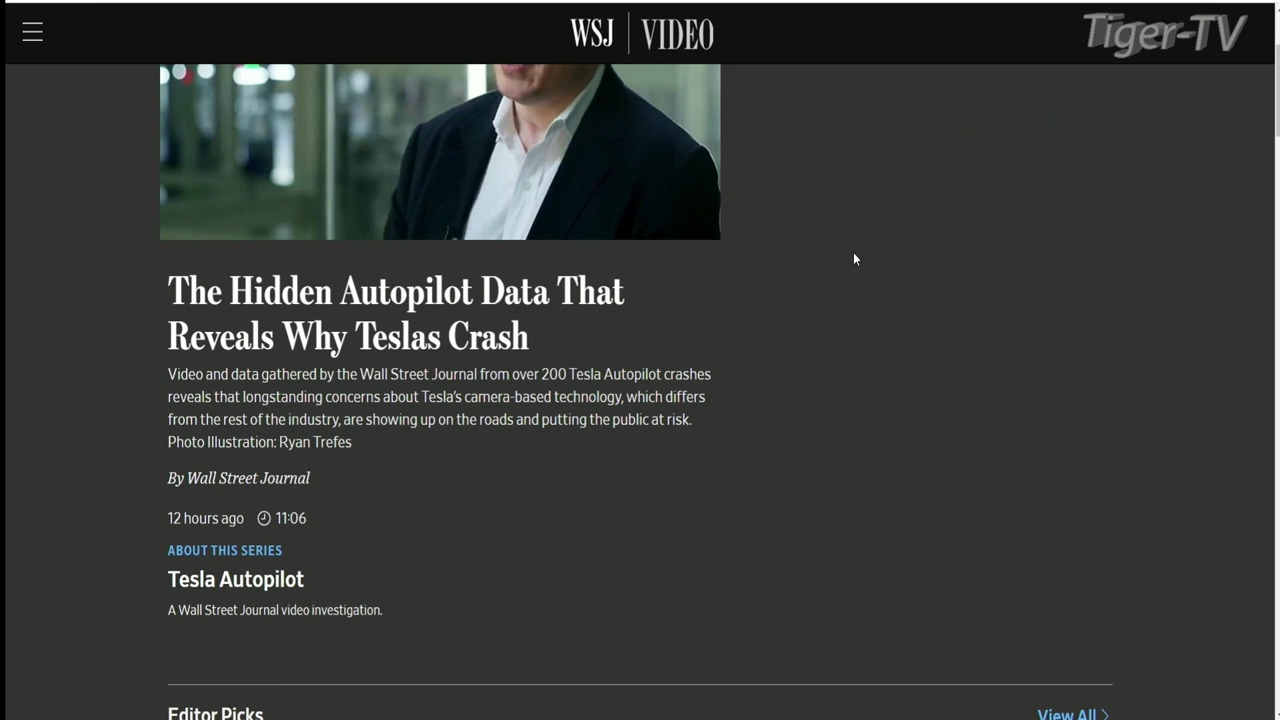 WSJ | VIDEO
Tiger-TV
The Hidden Autopilot Data That
Reveals Why Teslas Crash
Video and data gathered by the Wall Street Journal from over 200 Tesla Autopilot crashes
reveals that longstanding concerns about Tesla's camera-based technology, which differs
from the rest of the industry, are showing up on the roads and putting the public at risk.
Photo Illustration: Ryan Trefes
By Wall Street Journal
12 hours ago 11:06
ABOUT THIS SERIES
Tesla Autopilot
A Wall Street Journal video investigation.
Editor Picks
View All >